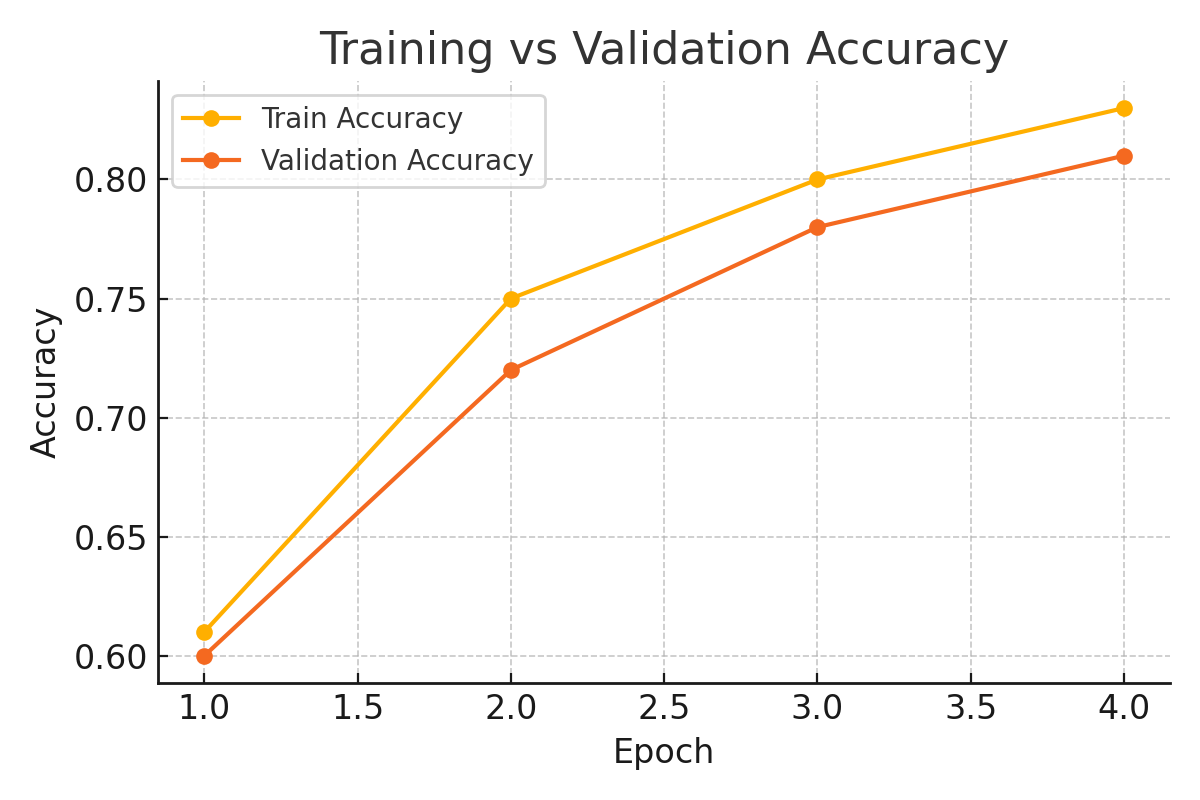 Training vs Validation Accuracy
Train Accuracy
Validation Accuracy
Accuracy
0.80
0.75
0.70
0.65
0.60
1.0 1.5 2.0 2.5 3.0 3.5 4.0
Epoch